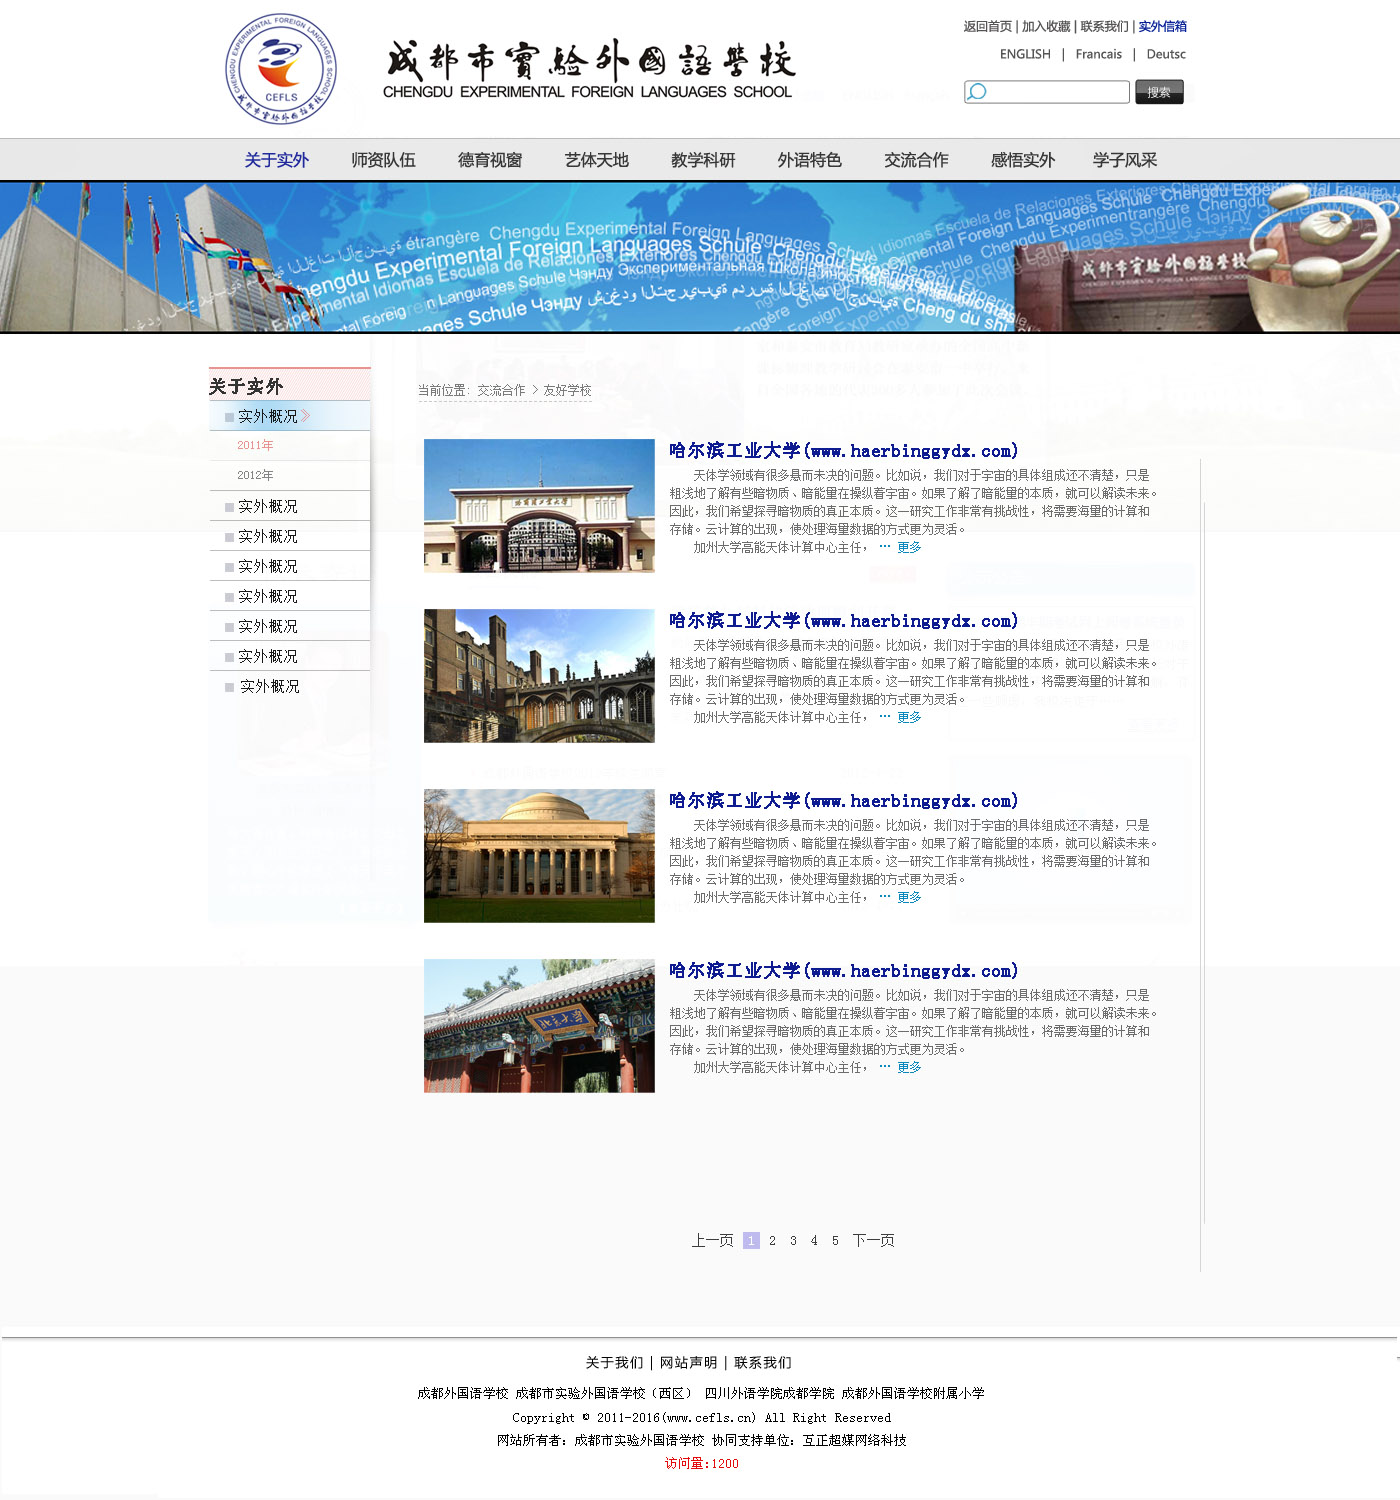 CHENGDU EXPERIMENTAL FOREIGN LANGUAGES SCHOOL
CEFLS
成都市實驗外國語學校
成都市實驗外國語學校
CHENGDU EXPERIMENTAL FOREIGN LANGUAGES SCHOOL
返回首页 | 加入收藏 | 联系我们 | 实外信箱
ENGLISH | Francais | Deutsc
搜索
关于实外 师资队伍 德育视窗 艺体天地 教学科研 外语特色 交流合作 感悟实外 学子风采
étrangère Chengdu Experimental Foreign Languages Schule
成都市實驗外國語學校
关于实外
实外概况
2011年
2012年
实外概况
实外概况
实外概况
实外概况
实外概况
实外概况
实外概况
当前位置：交流合作 > 友好学校
哈尔滨工业大学(www.haerbinggydx.com)
天体学领域有很多悬而未决的问题。比如说，我们对于宇宙的具体组成还不清楚，只是
粗浅地了解有些暗物质、暗能量在操纵着宇宙。如果了解了暗能量的本质，就可以解读未来。
因此，我们希望探寻暗物质的真正本质。这一研究工作非常有挑战性，将需要海量的计算和
存储。云计算的出现，使处理海量数据的方式更为灵活。
加州大学高能天体计算中心主任， … 更多
哈尔滨工业大学(www.haerbinggydx.com)
天体学领域有很多悬而未决的问题。比如说，我们对于宇宙的具体组成还不清楚，只是
粗浅地了解有些暗物质、暗能量在操纵着宇宙。如果了解了暗能量的本质，就可以解读未来。
因此，我们希望探寻暗物质的真正本质。这一研究工作非常有挑战性，将需要海量的计算和
存储。云计算的出现，使处理海量数据的方式更为灵活。
加州大学高能天体计算中心主任， … 更多
哈尔滨工业大学(www.haerbinggydx.com)
天体学领域有很多悬而未决的问题。比如说，我们对于宇宙的具体组成还不清楚，只是
粗浅地了解有些暗物质、暗能量在操纵着宇宙。如果了解了暗能量的本质，就可以解读未来。
因此，我们希望探寻暗物质的真正本质。这一研究工作非常有挑战性，将需要海量的计算和
存储。云计算的出现，使处理海量数据的方式更为灵活。
加州大学高能天体计算中心主任， … 更多
哈尔滨工业大学(www.haerbinggydx.com)
天体学领域有很多悬而未决的问题。比如说，我们对于宇宙的具体组成还不清楚，只是
粗浅地了解有些暗物质、暗能量在操纵着宇宙。如果了解了暗能量的本质，就可以解读未来。
因此，我们希望探寻暗物质的真正本质。这一研究工作非常有挑战性，将需要海量的计算和
存储。云计算的出现，使处理海量数据的方式更为灵活。
加州大学高能天体计算中心主任， … 更多
北京大学
上一页 1 2 3 4 5 下一页
关于我们 | 网站声明 | 联系我们
成都外国语学校 成都市实验外国语学校（西区） 四川外语学院成都学院 成都外国语学校附属小学
Copyright © 2011-2016(www.cefls.cn) All Right Reserved
网站所有者：成都市实验外国语学校 协同支持单位：互正超媒网络科技
访问量:1200